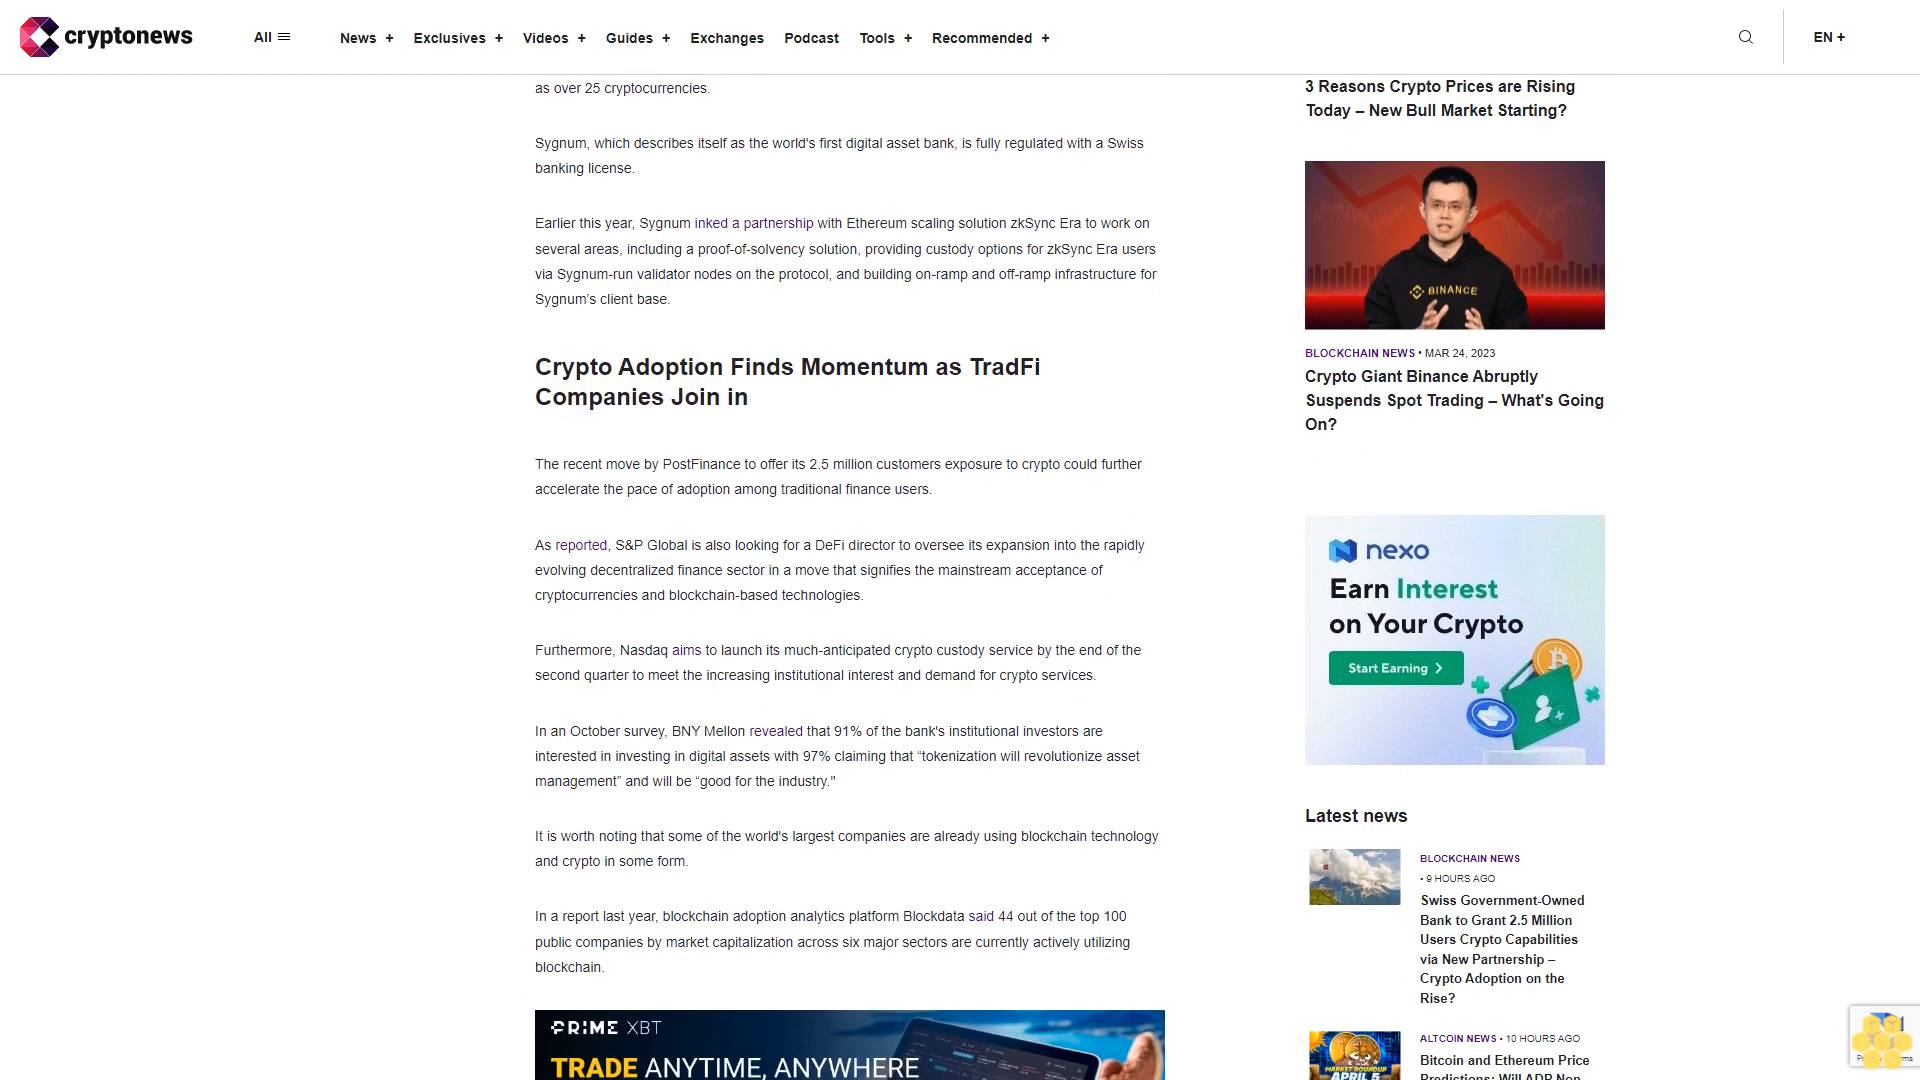 cryptonews
All
News +
Exclusives +
Videos +
Guides +
Exchanges
Podcast
Tools +
Recommended +
EN +
as over 25 cryptocurrencies.
Sygnum, which describes itself as the world's first digital asset bank, is fully regulated with a Swiss
banking license.
Earlier this year, Sygnum inked a partnership with Ethereum scaling solution zkSync Era to work on
several areas, including a proof-of-solvency solution, providing custody options for zkSync Era users
via Sygnum-run validator nodes on the protocol, and building on-ramp and off-ramp infrastructure for
Sygnum’s client base.
Crypto Adoption Finds Momentum as TradFi
Companies Join in
The recent move by PostFinance to offer its 2.5 million customers exposure to crypto could further
accelerate the pace of adoption among traditional finance users.
As reported, S&P Global is also looking for a DeFi director to oversee its expansion into the rapidly
evolving decentralized finance sector in a move that signifies the mainstream acceptance of
cryptocurrencies and blockchain-based technologies.
Furthermore, Nasdaq aims to launch its much-anticipated crypto custody service by the end of the
second quarter to meet the increasing institutional interest and demand for crypto services.
In an October survey, BNY Mellon revealed that 91% of the bank's institutional investors are
interested in investing in digital assets with 97% claiming that “tokenization will revolutionize asset
management” and will be “good for the industry."
It is worth noting that some of the world's largest companies are already using blockchain technology
and crypto in some form.
In a report last year, blockchain adoption analytics platform Blockdata said 44 out of the top 100
public companies by market capitalization across six major sectors are currently actively utilizing
blockchain.
PRIME XBT
TRADE ANYTIME, ANYWHERE
3 Reasons Crypto Prices are Rising
Today – New Bull Market Starting?
BINANCE
BLOCKCHAIN NEWS • MAR 24, 2023
Crypto Giant Binance Abruptly
Suspends Spot Trading – What's Going
On?
nexo
Earn Interest
on Your Crypto
Start Earning
Latest news
BLOCKCHAIN NEWS
• 9 HOURS AGO
Swiss Government-Owned
Bank to Grant 2.5 Million
Users Crypto Capabilities
via New Partnership –
Crypto Adoption on the
Rise?
MARKET ROUNDUP
APRIL 5
ALTCOIN NEWS • 10 HOURS AGO
Bitcoin and Ethereum Price
Predictions: Will ADP Non